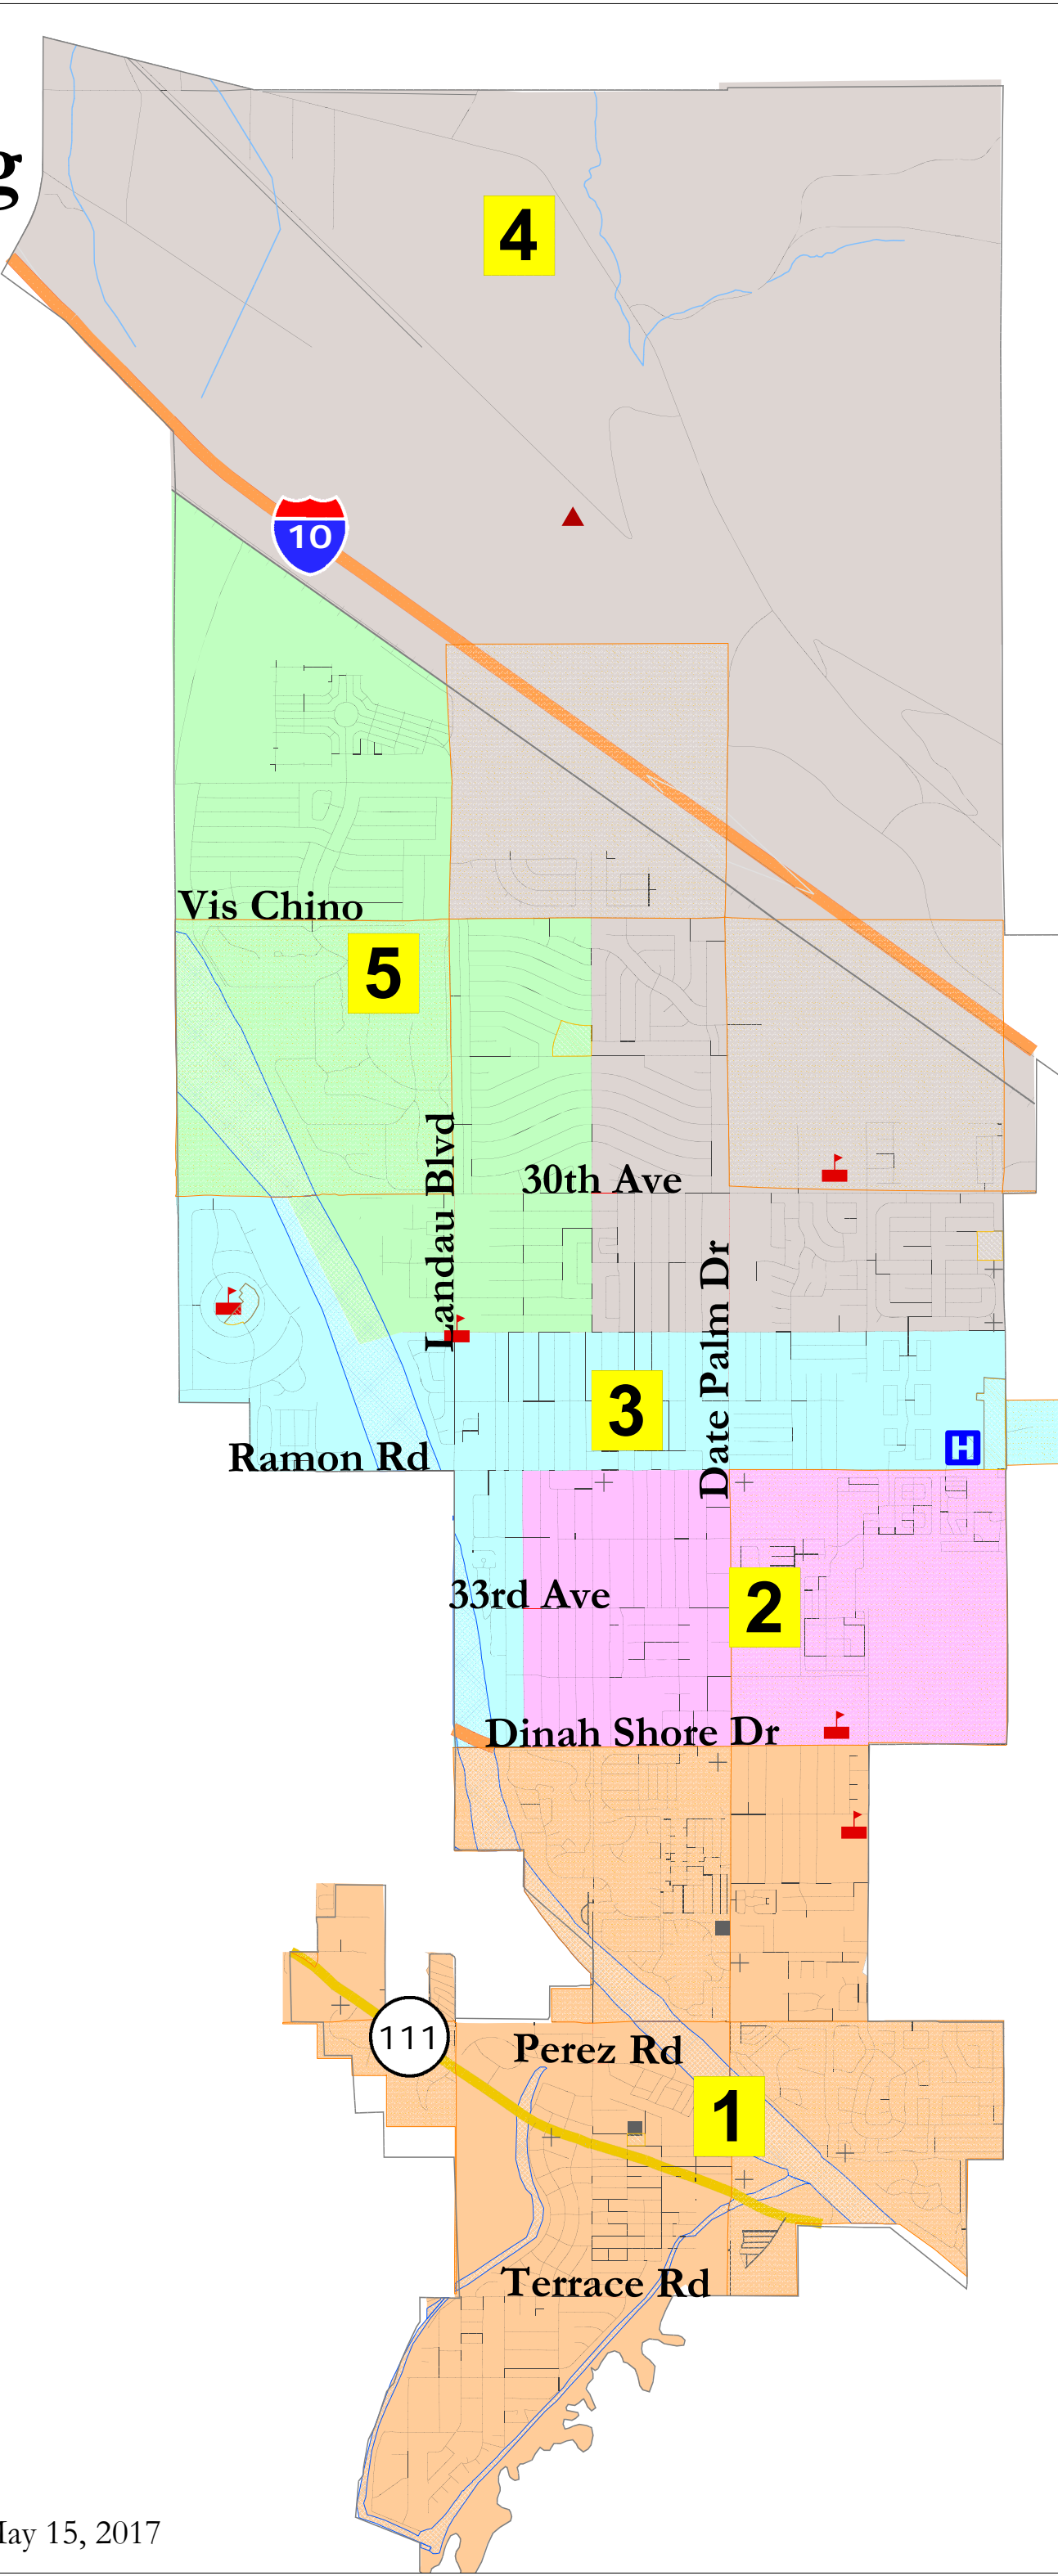 g
4
10
Vis Chino
5
Landau Blvd
30th Ave
Date Palm Dr
3
H
Ramon Rd
33rd Ave
2
Dinah Shore Dr
111
Perez Rd
1
Terrace Rd
May 15, 2017